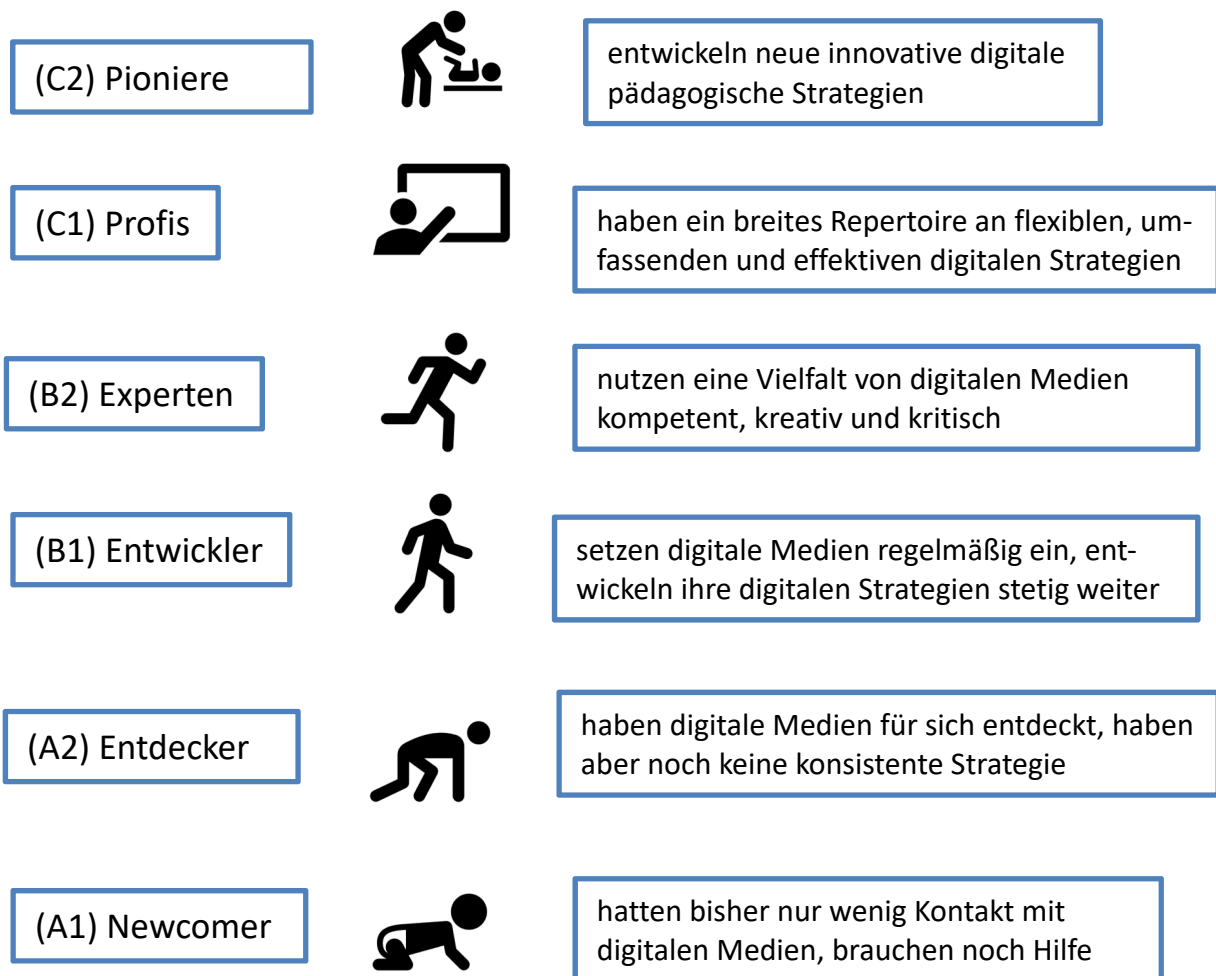 (C2) Pioniere
entwickeln neue innovative digitale
pädagogische Strategien
(C1) Profis
haben ein breites Repertoire an flexiblen, um-
fassenden und effektiven digitalen Strategien
(B2) Experten
nutzen eine Vielfalt von digitalen Medien
kompetent, kreativ und kritisch
(B1) Entwickler
setzen digitale Medien regelmäßig ein, ent-
wickeln ihre digitalen Strategien stetig weiter
(A2) Entdecker
haben digitale Medien für sich entdeckt, haben
aber noch keine konsistente Strategie
(A1) Newcomer
hatten bisher nur wenig Kontakt mit
digitalen Medien, brauchen noch Hilfe